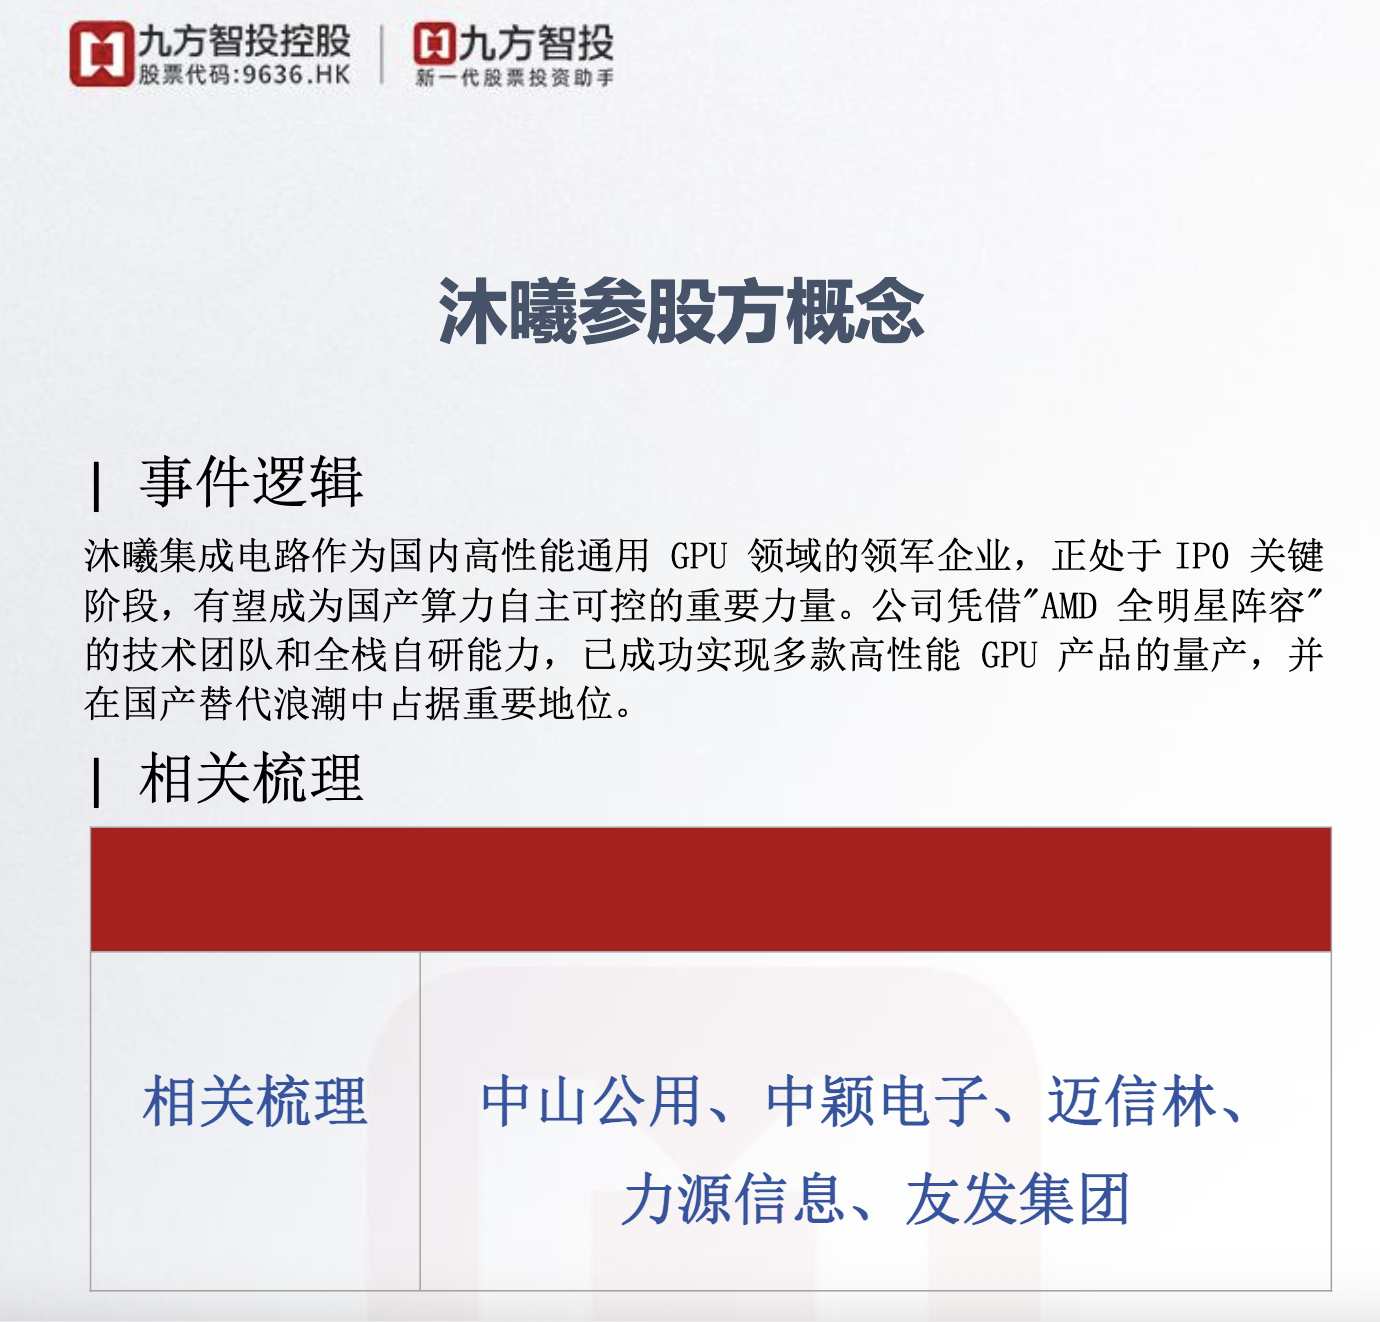 九方智投控股
股票代码:9636.HK
九方智投
新一代股票投资助手
沐曦参股方概念
| 事件逻辑
沐曦集成电路作为国内高性能通用 GPU 领域的领军企业，正处于 IPO 关键
阶段，有望成为国产算力自主可控的重要力量。公司凭借"AMD 全明星阵容"
的技术团队和全栈自研能力，已成功实现多款高性能 GPU 产品的量产，并
在国产替代浪潮中占据重要地位。
| 相关梳理
相关梳理
中山公用、中颖电子、迈信林、
力源信息、友发集团